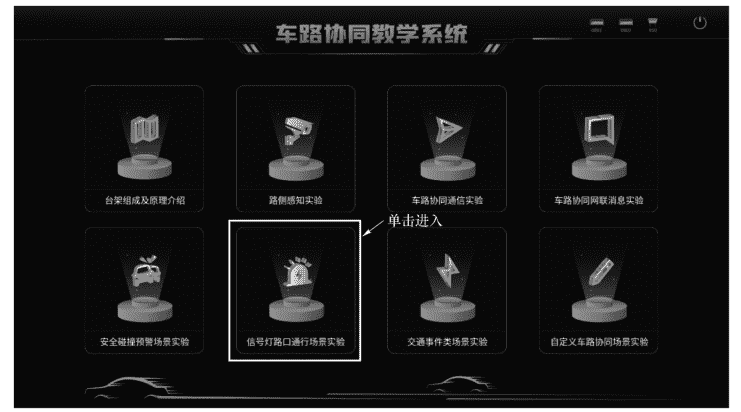 车路协同教学系统
台架组成及原理介绍
路侧感知实验
车路协同通信实验
车路协同网联消息实验
单击进入
安全碰撞预警场景实验
信号灯路口通行场景实验
交通事件类场景实验
自定义车路协同场景实验